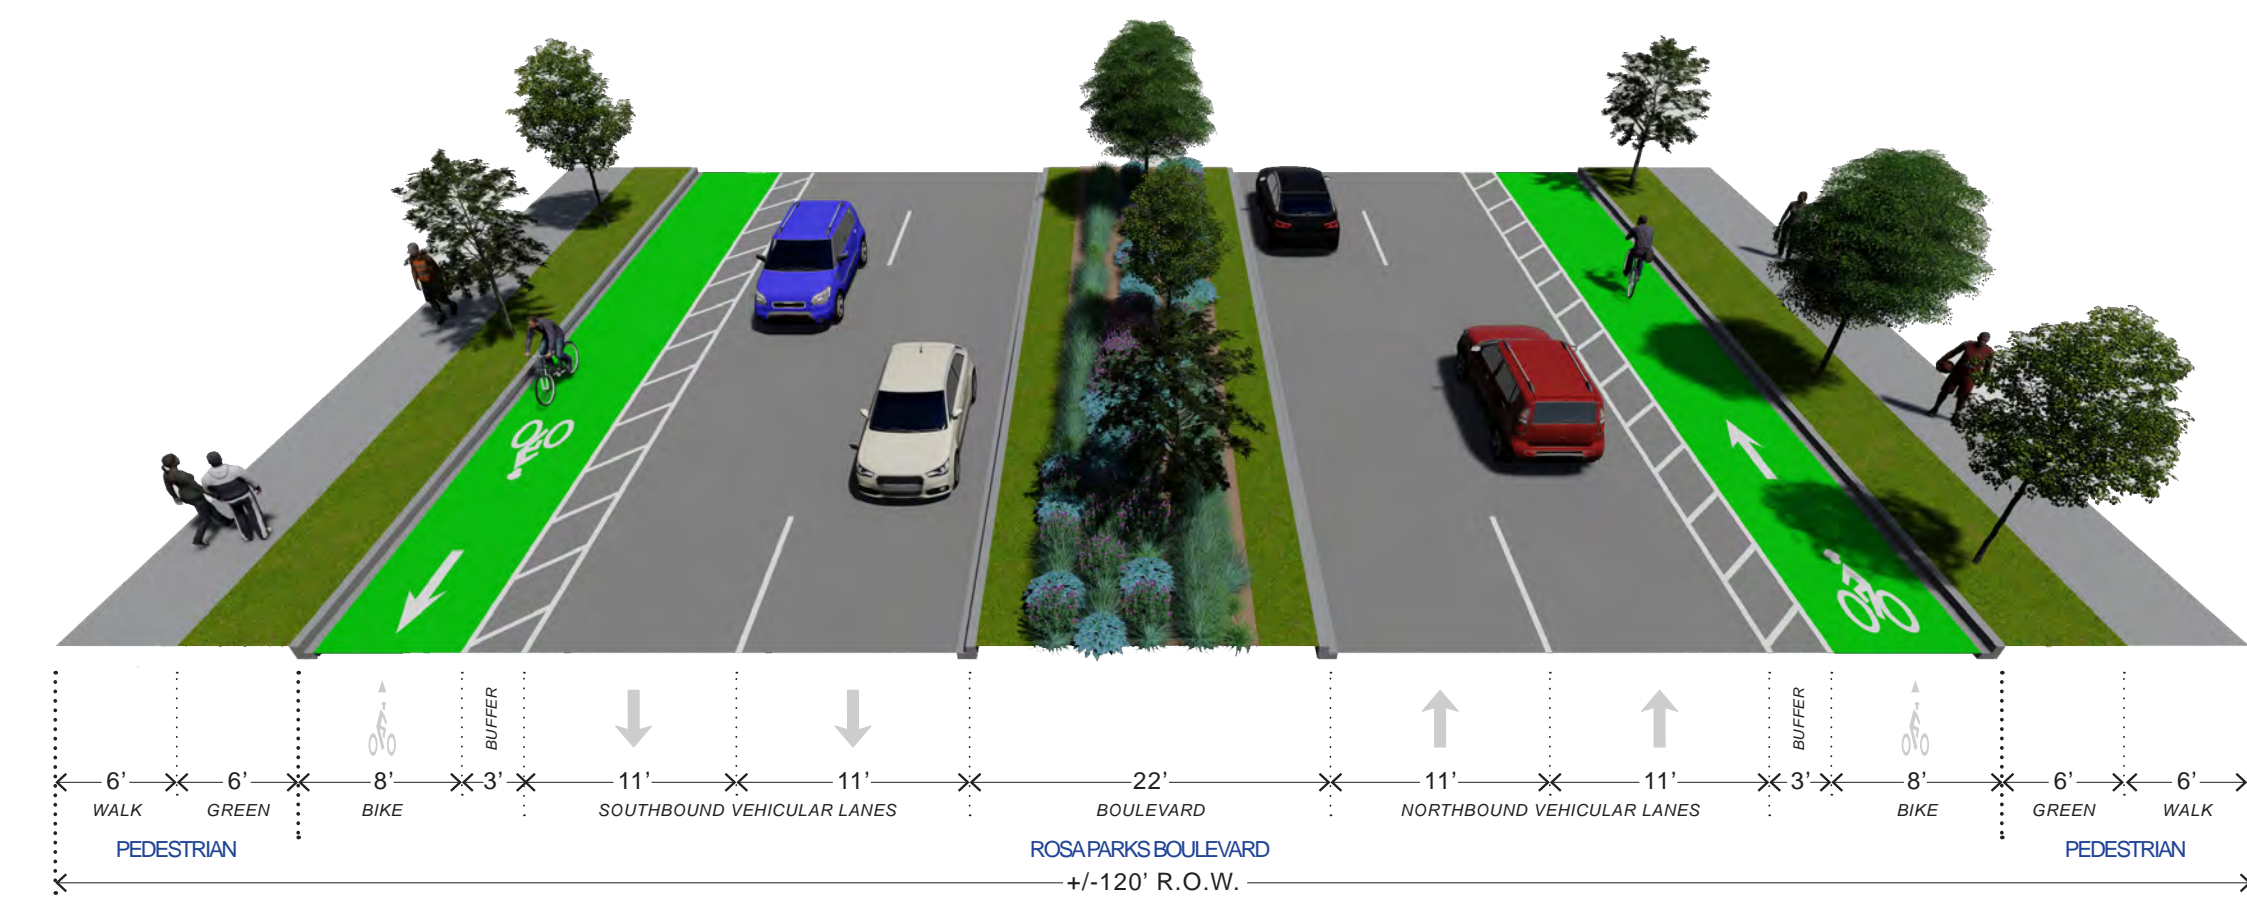 BUFFER
BUFFER
6’ 6’ 8’ 3’ 11’ 11’ 22’ 11’ 11’ 3’ 8’ 6’ 6’
WALK GREEN BIKE SOUTHBOUND VEHICULAR LANES BOULEVARD NORTHBOUND VEHICULAR LANES BIKE GREEN WALK
PEDESTRIAN ROSA PARKS BOULEVARD PEDESTRIAN
+/-120’ R.O.W.